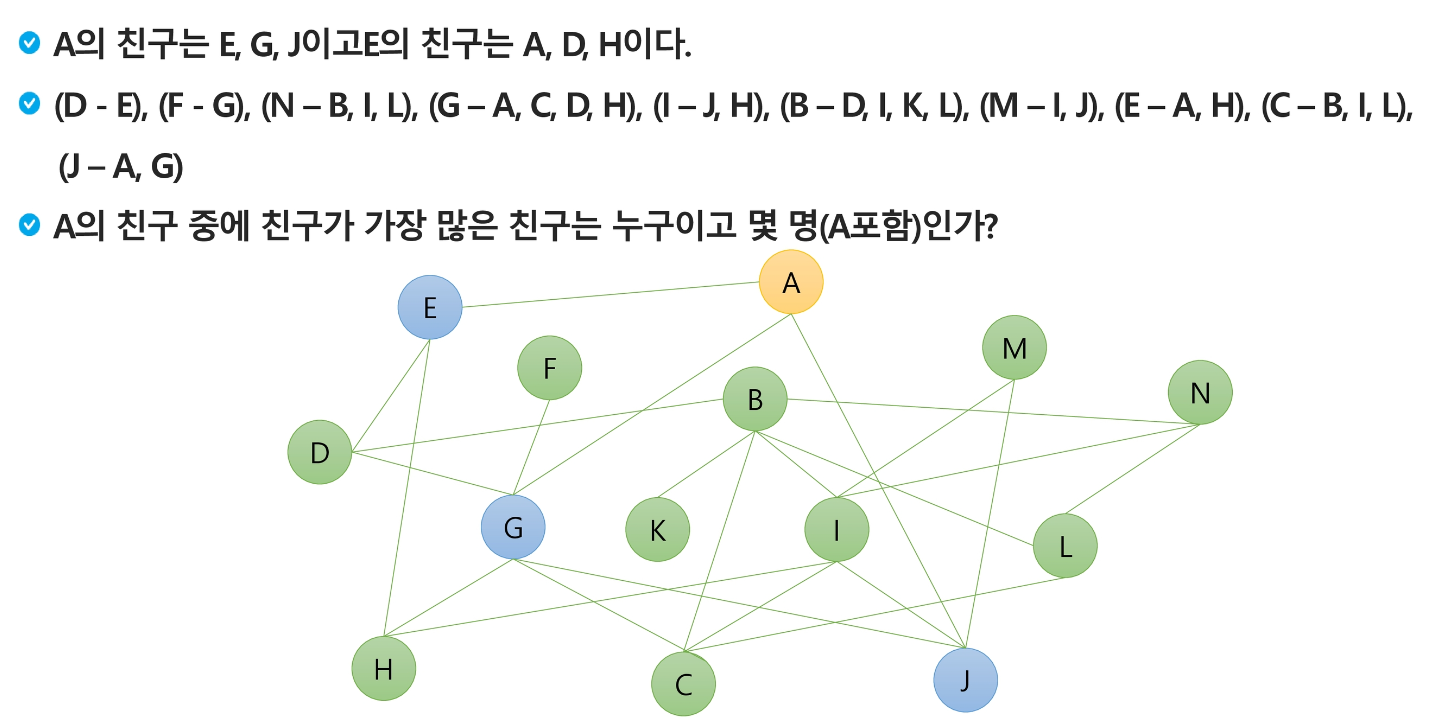 A의 친구는 E, G, J이고E의 친구는 A, D, H이다.
(D - E), (F - G), (N – B, I, L), (G – A, C, D, H), (I – J, H), (B – D, I, K, L), (M – I, J), (E – A, H), (C – B, I, L),
(J – A, G)
A의 친구 중에 친구가 가장 많은 친구는 누구이고 몇 명(A포함)인가?
A
E
M
F
N
B
D
G
K
I
L
H
C
J